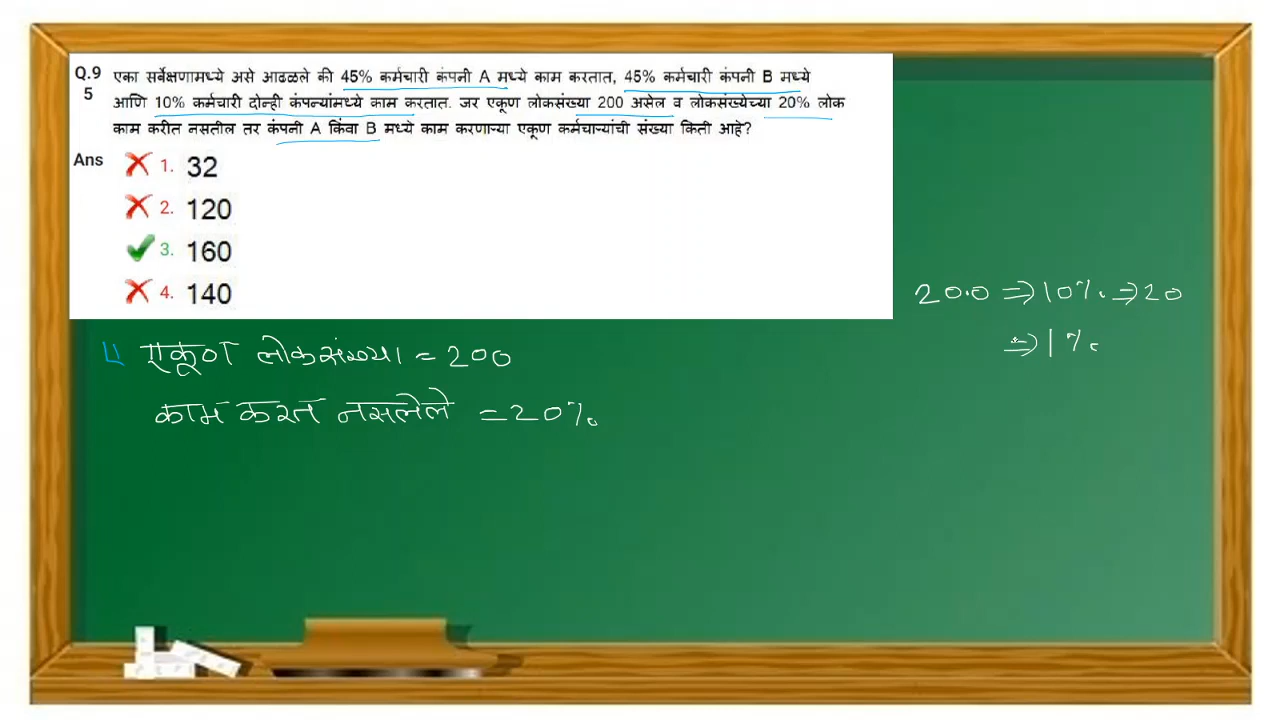 Q.95 एका सर्वेक्षणामध्ये असे आढळले की 45% कर्मचारी कंपनी A मध्ये काम करतात, 45% कर्मचारी कंपनी B मध्ये
आणि 10% कर्मचारी दोन्ही कंपन्यांमध्ये काम करतात. जर एकूण लोकसंख्या 200 असेल व लोकसंख्येच्या 20% लोक
काम करीत नसतील तर कंपनी A किंवा B मध्ये काम करणाऱ्या एकूण कर्मचाऱ्यांची संख्या किती आहे?
Ans 1. 32
2. 120
3. 160
4. 140
200 ⇒ 10% ⇒ 20
⇒ 1%
एकूण लोकसंख्या = 200
काम करत नसलेले = 20%